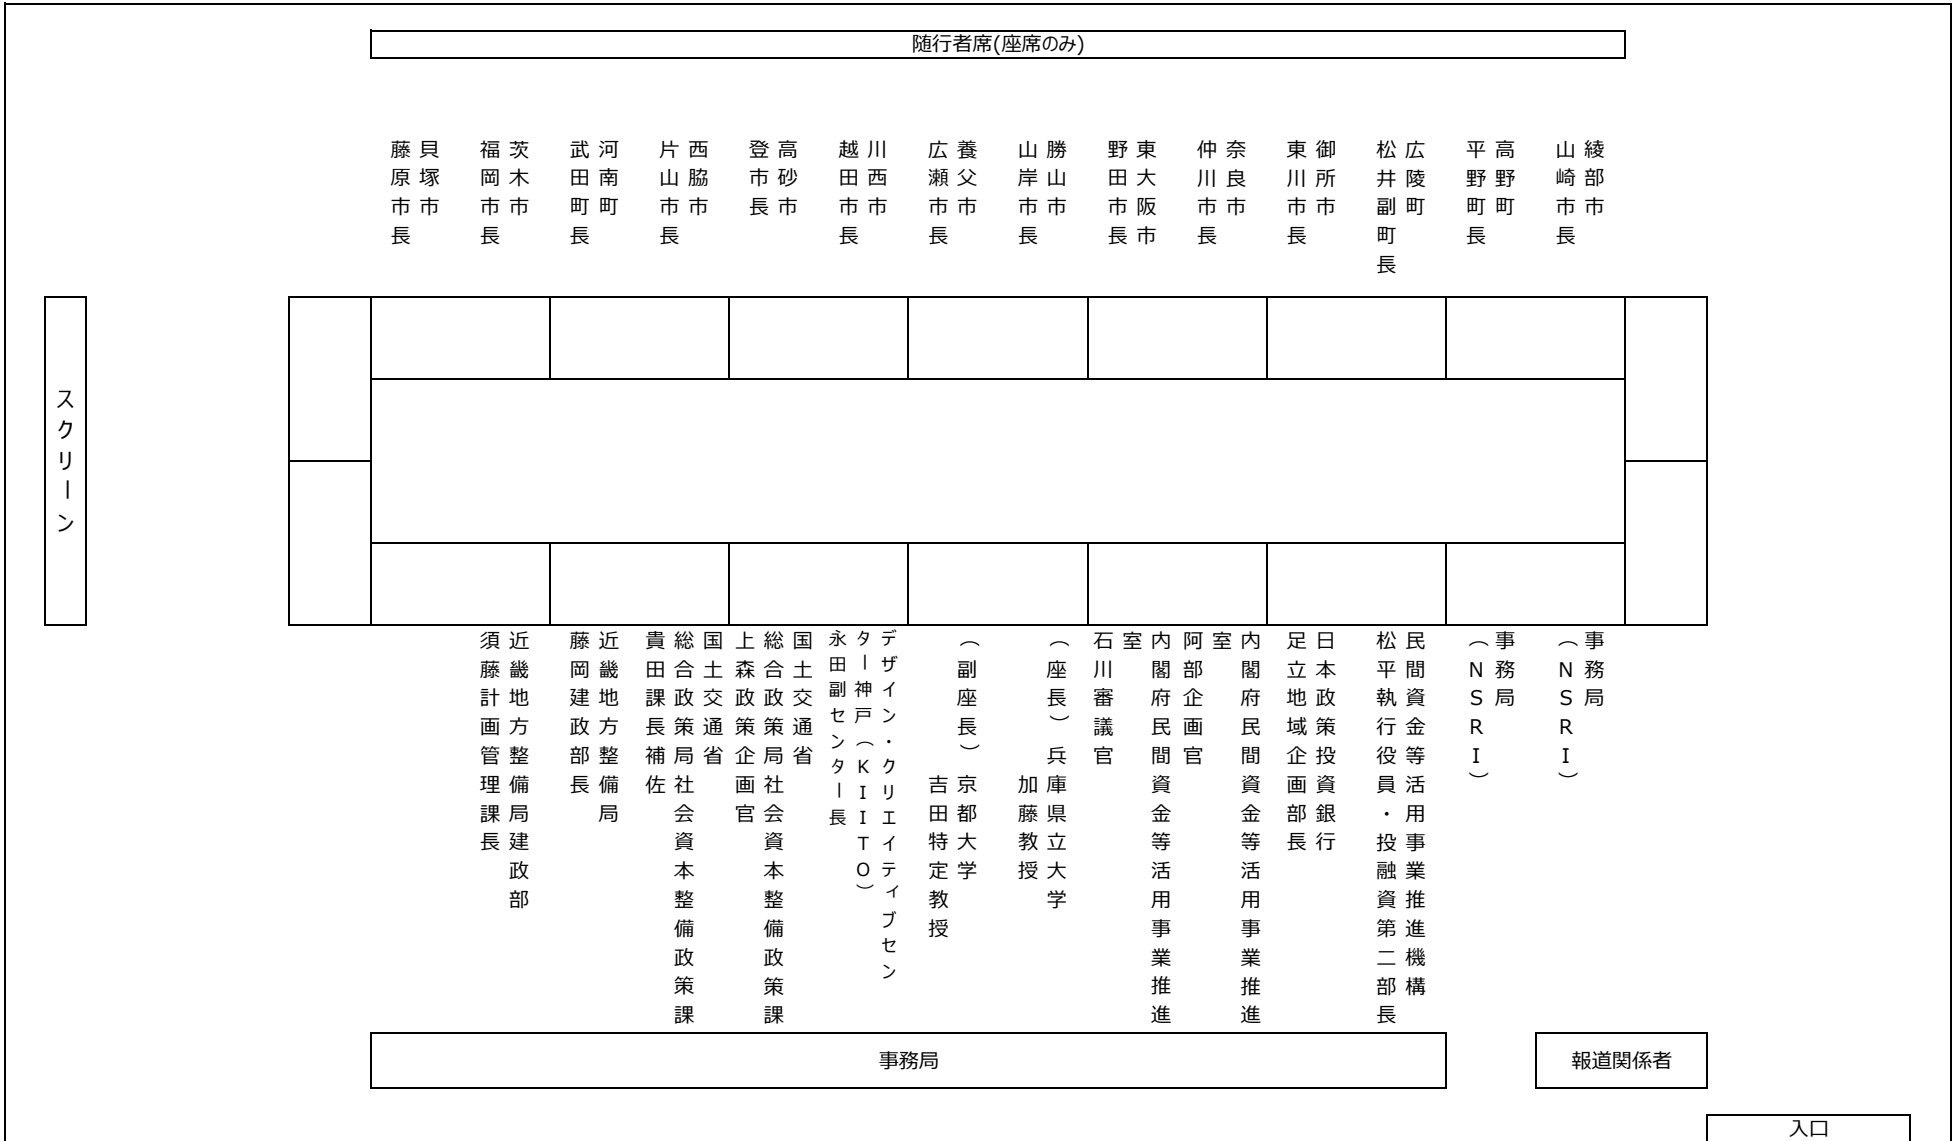 随行者席(座席のみ)
貝塚市
藤原市長
茨木市
福岡市長
河南町
武田町長
西脇市
片山市長
高砂市
登市長
川西市
越田市長
養父市
広瀬市長
勝山市
山岸市長
東大阪市
野田市長
奈良市
仲川市長
御所市
東川市長
広陵町
松井副町長
高野町
平野町長
綾部市
山崎市長
スクリーン
近畿地方整備局建政部
須藤計画管理課長
近畿地方整備局
藤岡建政部長
国土交通省
総合政策局社会資本整備政策課
貴田課長補佐
国土交通省
総合政策局社会資本整備政策課
上森政策企画官
デザイン・クリエイティブセン
ター神戸（KIITO）
永田副センター長
（副座長）京都大学
吉田特定教授
（座長）兵庫県立大学
加藤教授
内閣府民間資金等活用事業推進
室
石川審議官
内閣府民間資金等活用事業推進
室
阿部企画官
日本政策投資銀行
足立地域企画部長
民間資金等活用事業推進機構
松平執行役員・投融資第二部長
事務局
（NSRI）
事務局
（NSRI）
事務局
報道関係者
入口